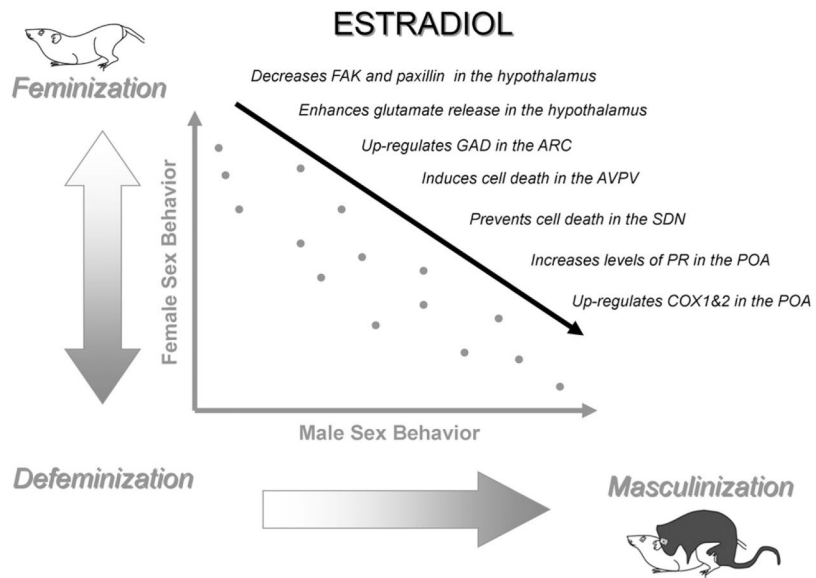 ESTRADIOL
Feminization
Decreases FAK and paxillin in the hypothalamus
Enhances glutamate release in the hypothalamus
Up-regulates GAD in the ARC
Induces cell death in the AVPV
Prevents cell death in the SDN
Increases levels of PR in the POA
Up-regulates COX1&2 in the POA
Female Sex Behavior
Male Sex Behavior
Defeminization
Masculinization